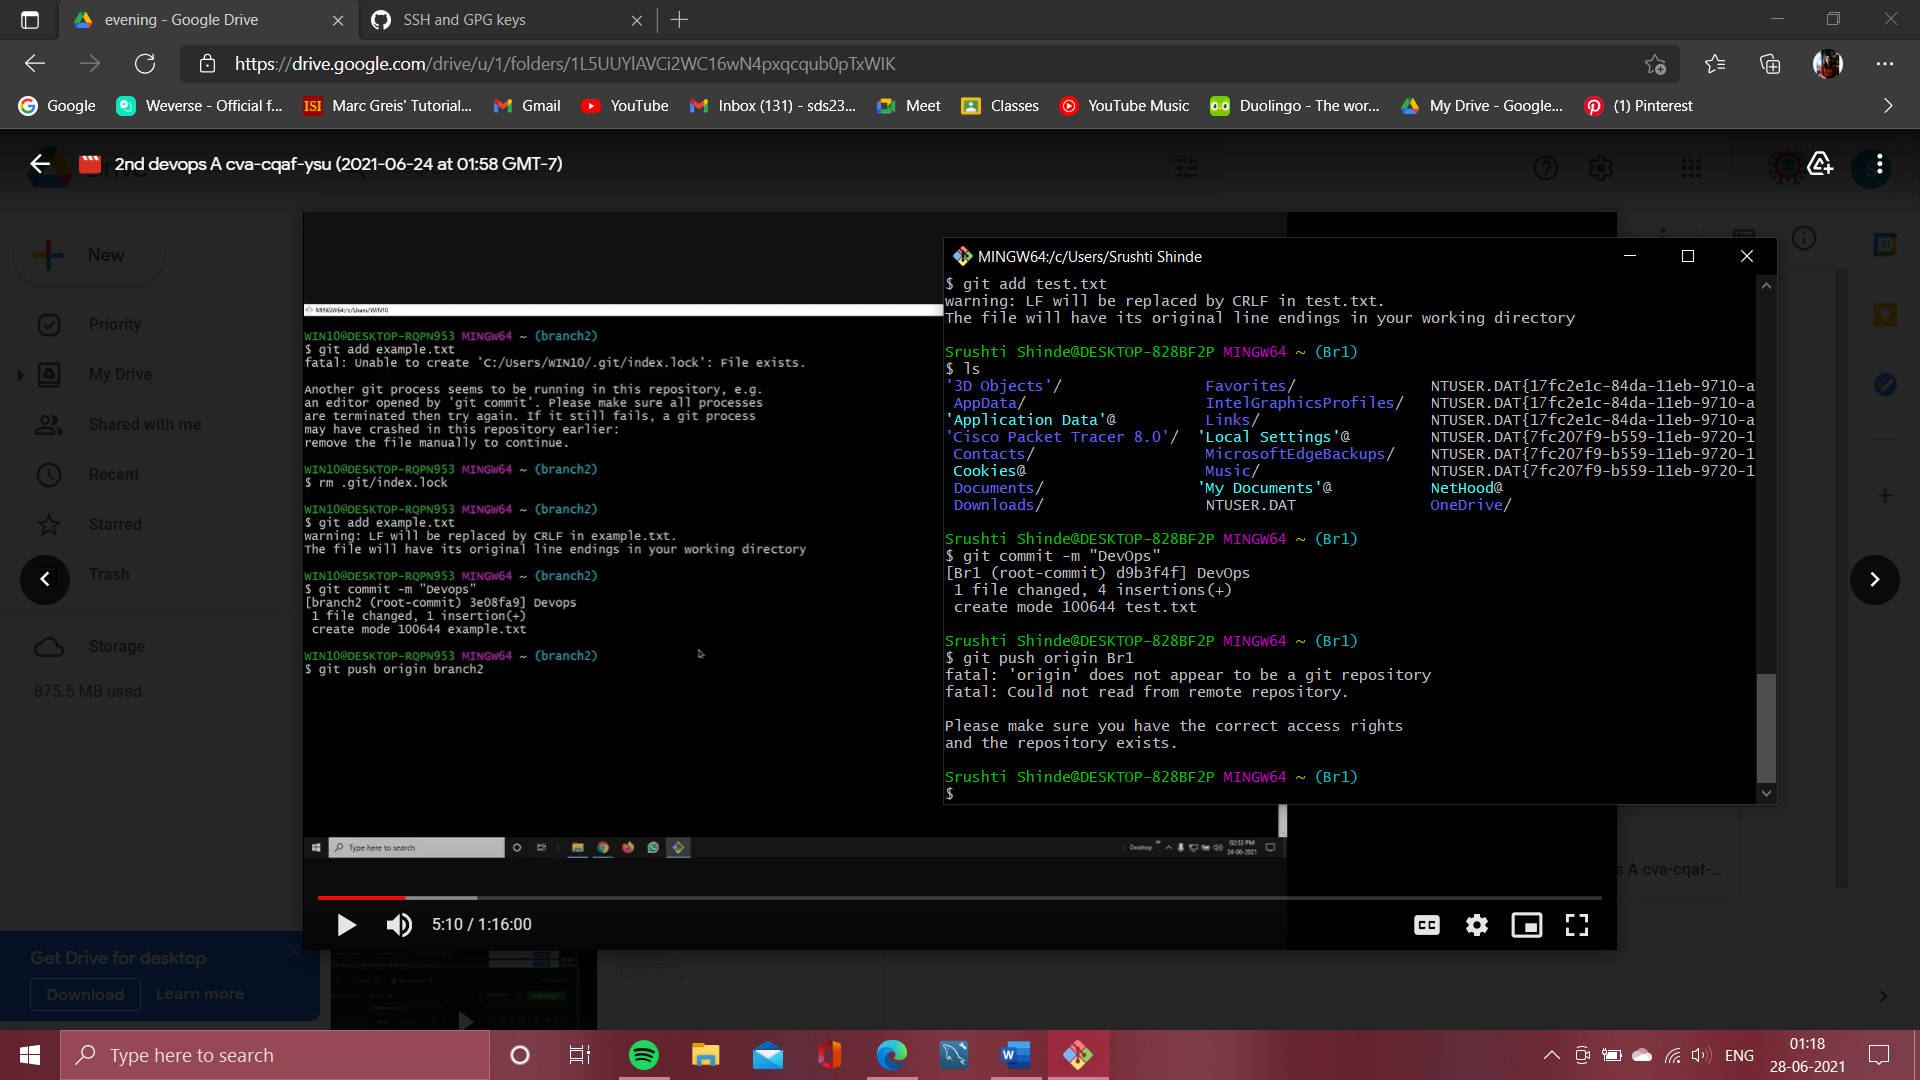 evening - Google Drive
SSH and GPG keys
https://drive.google.com/drive/u/1/folders/1L5UUYlAVCi2WC16wN4pxqcqub0pTxWIK
Google
Weverse - Official f...
Marc Greis' Tutorial...
Gmail
YouTube
Inbox (131) - sds23...
Meet
Classes
YouTube Music
Duolingo - The wor...
My Drive - Google...
(1) Pinterest
2nd devops A cva-cqaf-ysu (2021-06-24 at 01:58 GMT-7)
New
Priority
My Drive
Shared with me
Recent
Starred
Trash
Storage
875.5 MB used
Get Drive for desktop
Download
Learn more
MINGW64:/c/Users/WIN10
WIN10@DESKTOP-RQPN953 MINGW64 ~ (branch2)
$ git add example.txt
fatal: Unable to create 'C:/Users/WIN10/.git/index.lock': File exists.
Another git process seems to be running in this repository, e.g.
an editor opened by 'git commit'. Please make sure all processes
are terminated then try again. If it still fails, a git process
may have crashed in this repository earlier:
remove the file manually to continue.
WIN10@DESKTOP-RQPN953 MINGW64 ~ (branch2)
$ rm .git/index.lock
WIN10@DESKTOP-RQPN953 MINGW64 ~ (branch2)
$ git add example.txt
warning: LF will be replaced by CRLF in example.txt.
The file will have its original line endings in your working directory
WIN10@DESKTOP-RQPN953 MINGW64 ~ (branch2)
$ git commit -m "Devops"
[branch2 (root-commit) 3e08fa9] Devops
1 file changed, 1 insertion(+)
create mode 100644 example.txt
WIN10@DESKTOP-RQPN953 MINGW64 ~ (branch2)
$ git push origin branch2
Type here to search
Desktop
02:33 PM
24-06-2021
MINGW64:/c/Users/Srushti Shinde
$ git add test.txt
warning: LF will be replaced by CRLF in test.txt.
The file will have its original line endings in your working directory
Srushti Shinde@DESKTOP-828BF2P MINGW64 ~ (Br1)
$ ls
'3D Objects'/ Favorites/ NTUSER.DAT{17fc2e1c-84da-11eb-9710-a
AppData/ IntelGraphicsProfiles/ NTUSER.DAT{17fc2e1c-84da-11eb-9710-a
'Application Data'@ Links/ NTUSER.DAT{17fc2e1c-84da-11eb-9710-a
'Cisco Packet Tracer 8.0'/ 'Local Settings'@ NTUSER.DAT{7fc207f9-b559-11eb-9720-1
Contacts/ MicrosoftEdgeBackups/ NTUSER.DAT{7fc207f9-b559-11eb-9720-1
Cookies@ Music/ NTUSER.DAT{7fc207f9-b559-11eb-9720-1
Documents/ 'My Documents'@ NetHood@
Downloads/ NTUSER.DAT OneDrive/
Srushti Shinde@DESKTOP-828BF2P MINGW64 ~ (Br1)
$ git commit -m "DevOps"
[Br1 (root-commit) d9b3f4f] DevOps
1 file changed, 4 insertions(+)
create mode 100644 test.txt
Srushti Shinde@DESKTOP-828BF2P MINGW64 ~ (Br1)
$ git push origin Br1
fatal: 'origin' does not appear to be a git repository
fatal: Could not read from remote repository.
Please make sure you have the correct access rights
and the repository exists.
Srushti Shinde@DESKTOP-828BF2P MINGW64 ~ (Br1)
$
s A cva-cqaf-...
5:10 / 1:16:00
CC
Type here to search
ENG
01:18
28-06-2021